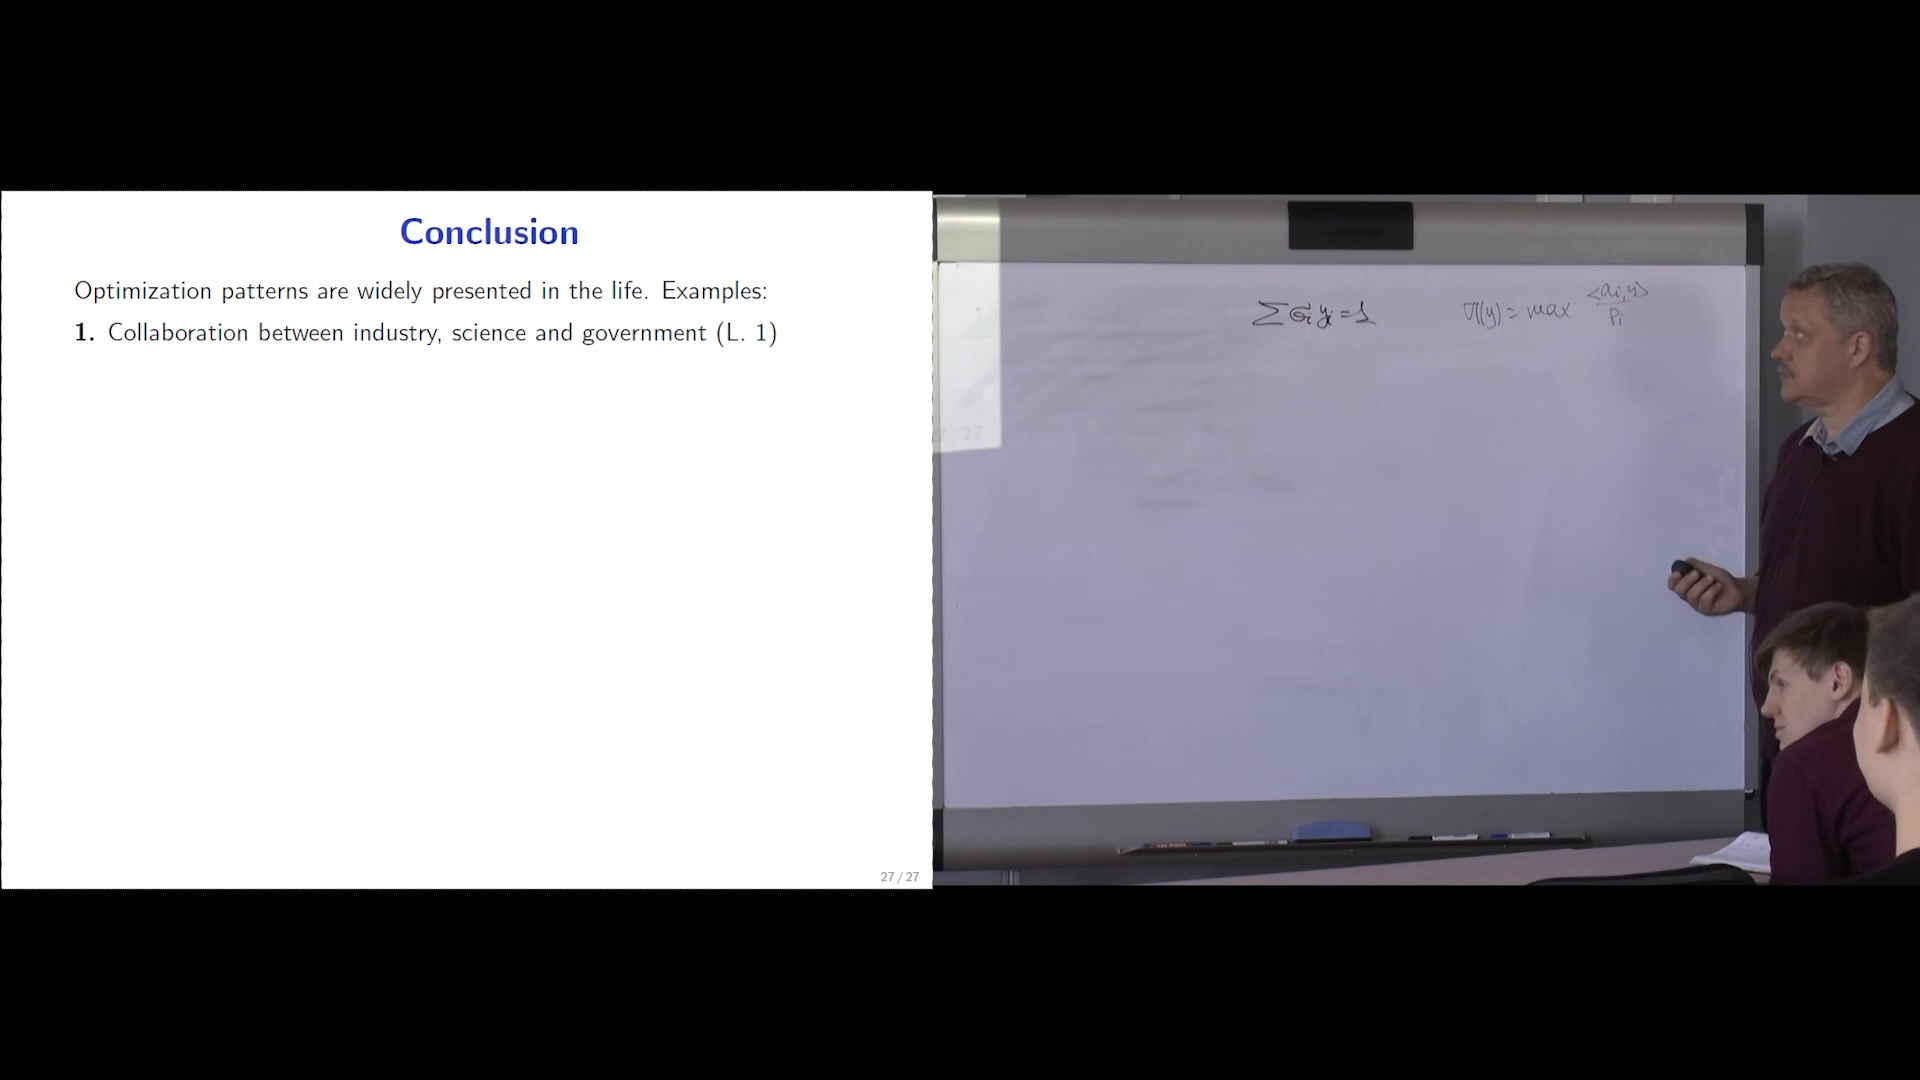 Conclusion
Optimization patterns are widely presented in the life. Examples:
1. Collaboration between industry, science and government (L. 1)
27 / 27
∑ σᵢ yᵢ = 1
π(y) = max <aᵢ, y> / pᵢ